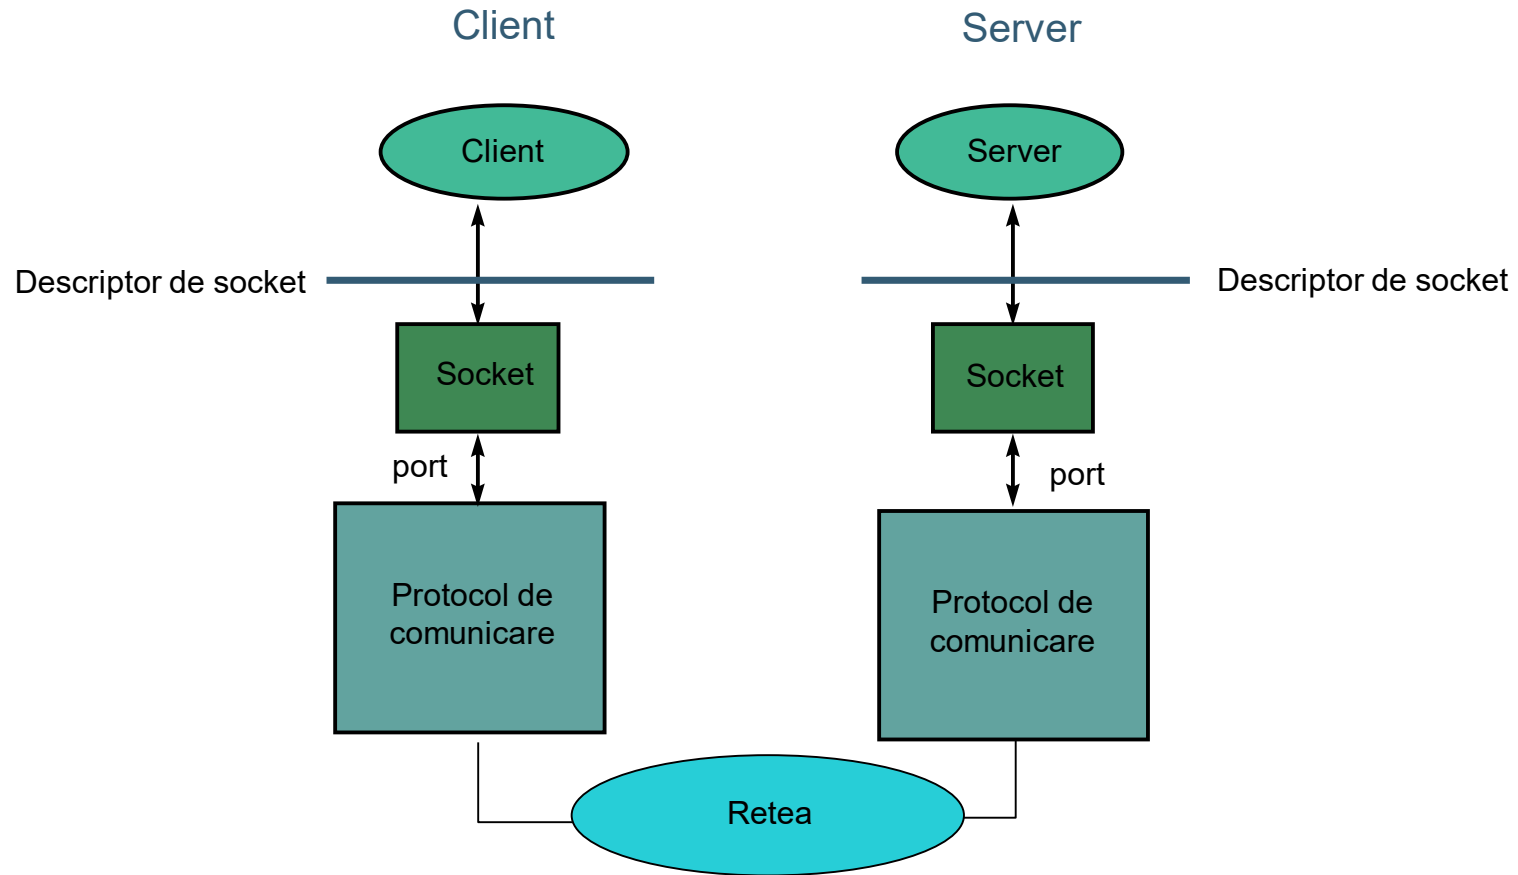 Client
Server
Client
Server
Descriptor de socket
Descriptor de socket
Socket
Socket
port
port
Protocol de
comunicare
Protocol de
comunicare
Retea